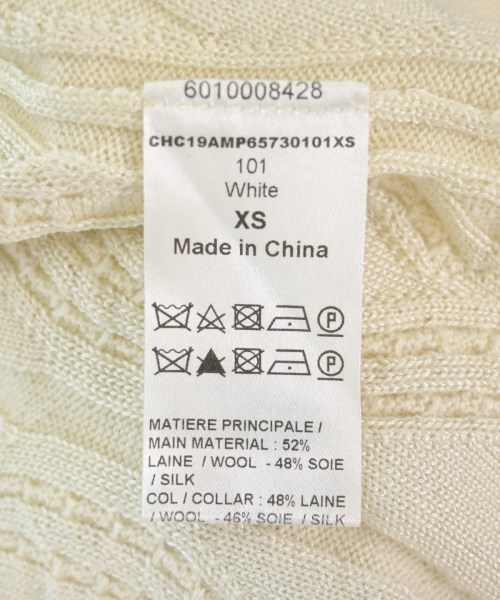 6010008428
CHC19AMP65730101XS
101
White
XS
Made in China
P
P
MATIERE PRINCIPALE /
MAIN MATERIAL : 52%
LAINE / WOOL - 48% SOIE
/ SILK
COL / COLLAR : 48% LAINE
/ WOOL - 46% SOIE / SILK